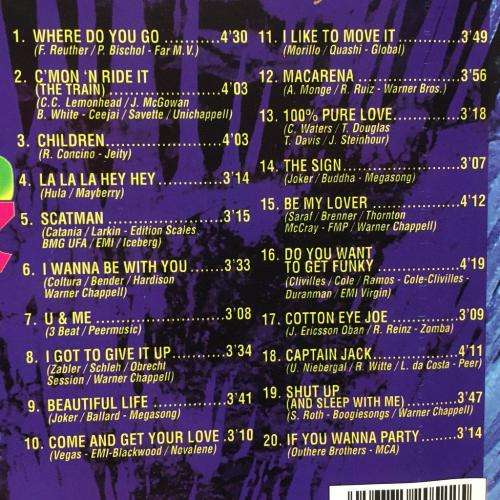 1. WHERE DO YOU GO ...........4'30
(F. Reuther / P. Bischol - Far M.V.)
2. C'MON 'N RIDE IT
(THE TRAIN) ....................4'03
(C.C. Lemonhead / J. McGowan
B. White - Ceejai / Savette / Unichappell)
3. CHILDREN.....................4'03
(R. Concino - Jeity)
4. LA LA LA HEY HEY ............3'14
(Hula / Mayberry)
5. SCATMAN .....................3'15
(Catania / Larkin - Edition Scales
BMG UFA / EMI / Iceberg)
6. I WANNA BE WITH YOU ......3'33
(Coltura / Bender / Hardison
Warner Chappell)
7. U & ME........................3'08
(3 Beat / Peermusic)
8. I GOT TO GIVE IT UP.........3'34
(Zabler / Schleh / Obrecht
Session / Warner Chappell)
9. BEAUTIFUL LIFE ..............3'41
(Joker / Ballard - Megasong)
10. COME AND GET YOUR LOVE .3'10
(Vegas - EMI-Blackwood / Novalene)
11. I LIKE TO MOVE IT ............3'49
(Morillo / Quashi - Global)
12. MACARENA....................3'56
(A. Monge / R. Ruiz - Warner Bros.)
13. 100% PURE LOVE..............3'18
(C. Waters / T. Douglas
T. Davis / J. Steinhour)
14. THE SIGN.....................3'07
(Joker / Buddha - Megasong)
15. BE MY LOVER .................4'12
(Saraf / Brenner / Thornton
McCray - FMP / Warner Chappell)
16. DO YOU WANT
TO GET FUNKY ................4'19
(Clivilles / Cole / Ramos - Cole-Clivilles -
Duranman / EMI Virgin)
17. COTTON EYE JOE .............3'09
(J. Ericsson Oban / R. Reinz - Zomba)
18. CAPTAIN JACK................4'11
(U. Niebergal / R. Witte / L. da Costa - Peer)
19. SHUT UP
(AND SLEEP WITH ME) ........3'47
(S. Roth - Boogiesongs / Warner Chappell)
20. IF YOU WANNA PARTY........3'14
(Outhere Brothers - MCA)